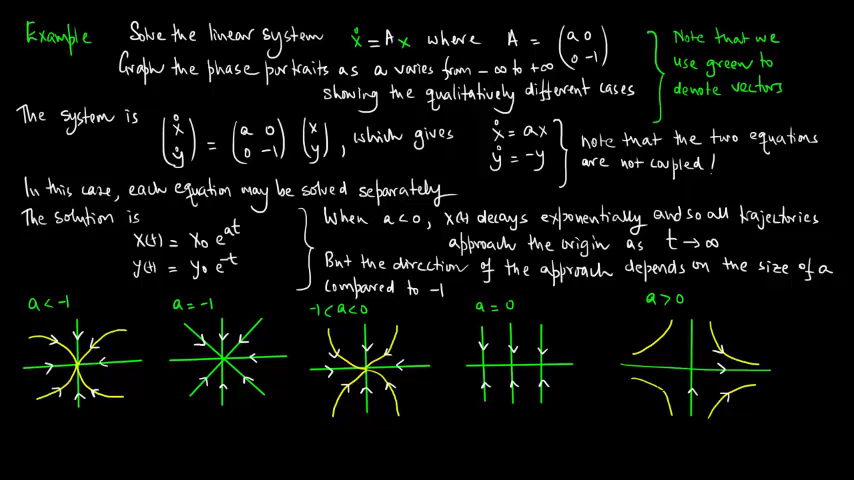 Example Solve the linear system ẋ = Ax where A = (a 0
0 -1)
Graph the phase portraits as a varies from -∞ to +∞
showing the qualitatively different cases
Note that we
use green to
denote vectors
The system is (ẋ
ẏ) = (a 0
0 -1) (x
y), which gives ẋ = ax
ẏ = -y
note that the two equations
are not coupled!
In this case, each equation may be solved separately
The solution is
x(t) = x₀ e^{at}
y(t) = y₀ e^{-t}
When a<0, x(t) decays exponentially and so all trajectories
approach the origin as t → ∞
But the direction of the approach depends on the size of a
compared to -1
a < -1
a = -1
-1 < a < 0
a = 0
a > 0